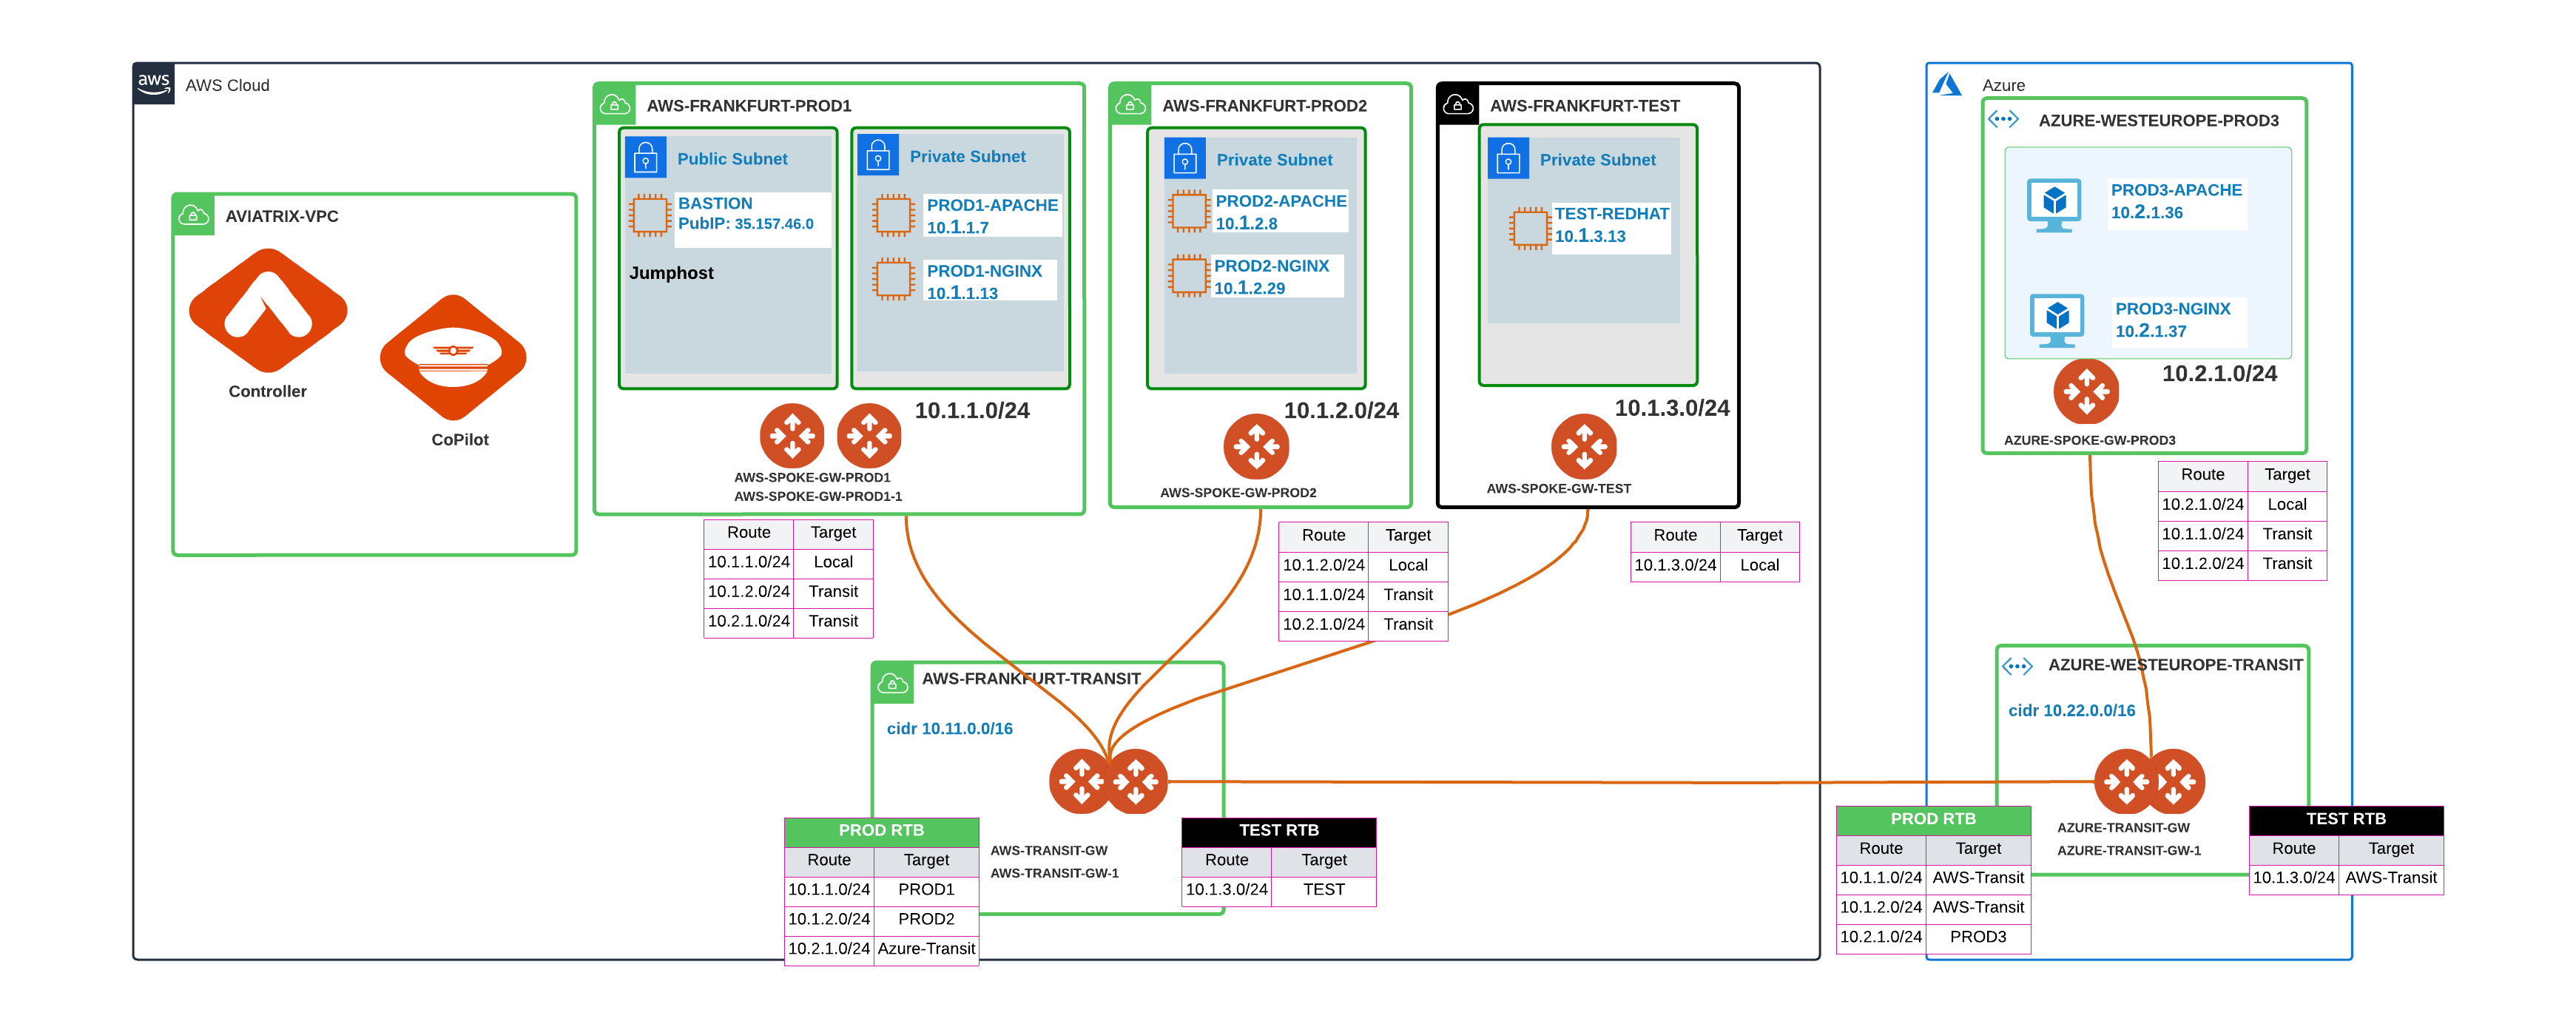 aws
AWS Cloud
AVIATRIX-VPC
Controller
CoPilot
AWS-FRANKFURT-PROD1
Public Subnet
BASTION
PubIP: 35.157.46.0
Jumphost
Private Subnet
PROD1-APACHE
10.1.1.7
PROD1-NGINX
10.1.1.13
10.1.1.0/24
AWS-SPOKE-GW-PROD1
AWS-SPOKE-GW-PROD1-1
Route Target
10.1.1.0/24 Local
10.1.2.0/24 Transit
10.2.1.0/24 Transit
AWS-FRANKFURT-PROD2
Private Subnet
PROD2-APACHE
10.1.2.8
PROD2-NGINX
10.1.2.29
10.1.2.0/24
AWS-SPOKE-GW-PROD2
Route Target
10.1.2.0/24 Local
10.1.1.0/24 Transit
10.2.1.0/24 Transit
AWS-FRANKFURT-TEST
Private Subnet
TEST-REDHAT
10.1.3.13
10.1.3.0/24
AWS-SPOKE-GW-TEST
Route Target
10.1.3.0/24 Local
AWS-FRANKFURT-TRANSIT
cidr 10.11.0.0/16
AWS-TRANSIT-GW
AWS-TRANSIT-GW-1
PROD RTB
Route Target
10.1.1.0/24 PROD1
10.1.2.0/24 PROD2
10.2.1.0/24 Azure-Transit
TEST RTB
Route Target
10.1.3.0/24 TEST
Azure
AZURE-WESTEUROPE-PROD3
PROD3-APACHE
10.2.1.36
PROD3-NGINX
10.2.1.37
10.2.1.0/24
AZURE-SPOKE-GW-PROD3
Route Target
10.2.1.0/24 Local
10.1.1.0/24 Transit
10.1.2.0/24 Transit
AZURE-WESTEUROPE-TRANSIT
cidr 10.22.0.0/16
AZURE-TRANSIT-GW
AZURE-TRANSIT-GW-1
PROD RTB
Route Target
10.1.1.0/24 AWS-Transit
10.1.2.0/24 AWS-Transit
10.2.1.0/24 PROD3
TEST RTB
Route Target
10.1.3.0/24 AWS-Transit